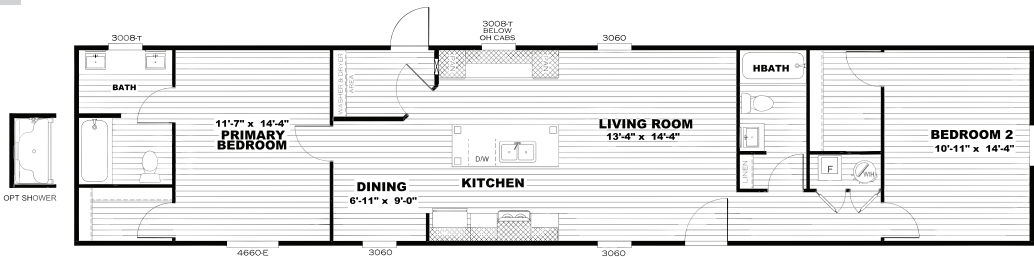 3008-T
3008-T
BELOW
OH CABS
3060
BATH
WASHER & DRYER
AREA
HBATH
11'-7" x 14'-4"
PRIMARY
BEDROOM
LIVING ROOM
13'-4" x 14'-4"
BEDROOM 2
10'-11" x 14'-4"
D/W
LINEN
F
W/H
KITCHEN
DINING
6'-11" x 9'-0"
OPT SHOWER
4660-E
3060
3060